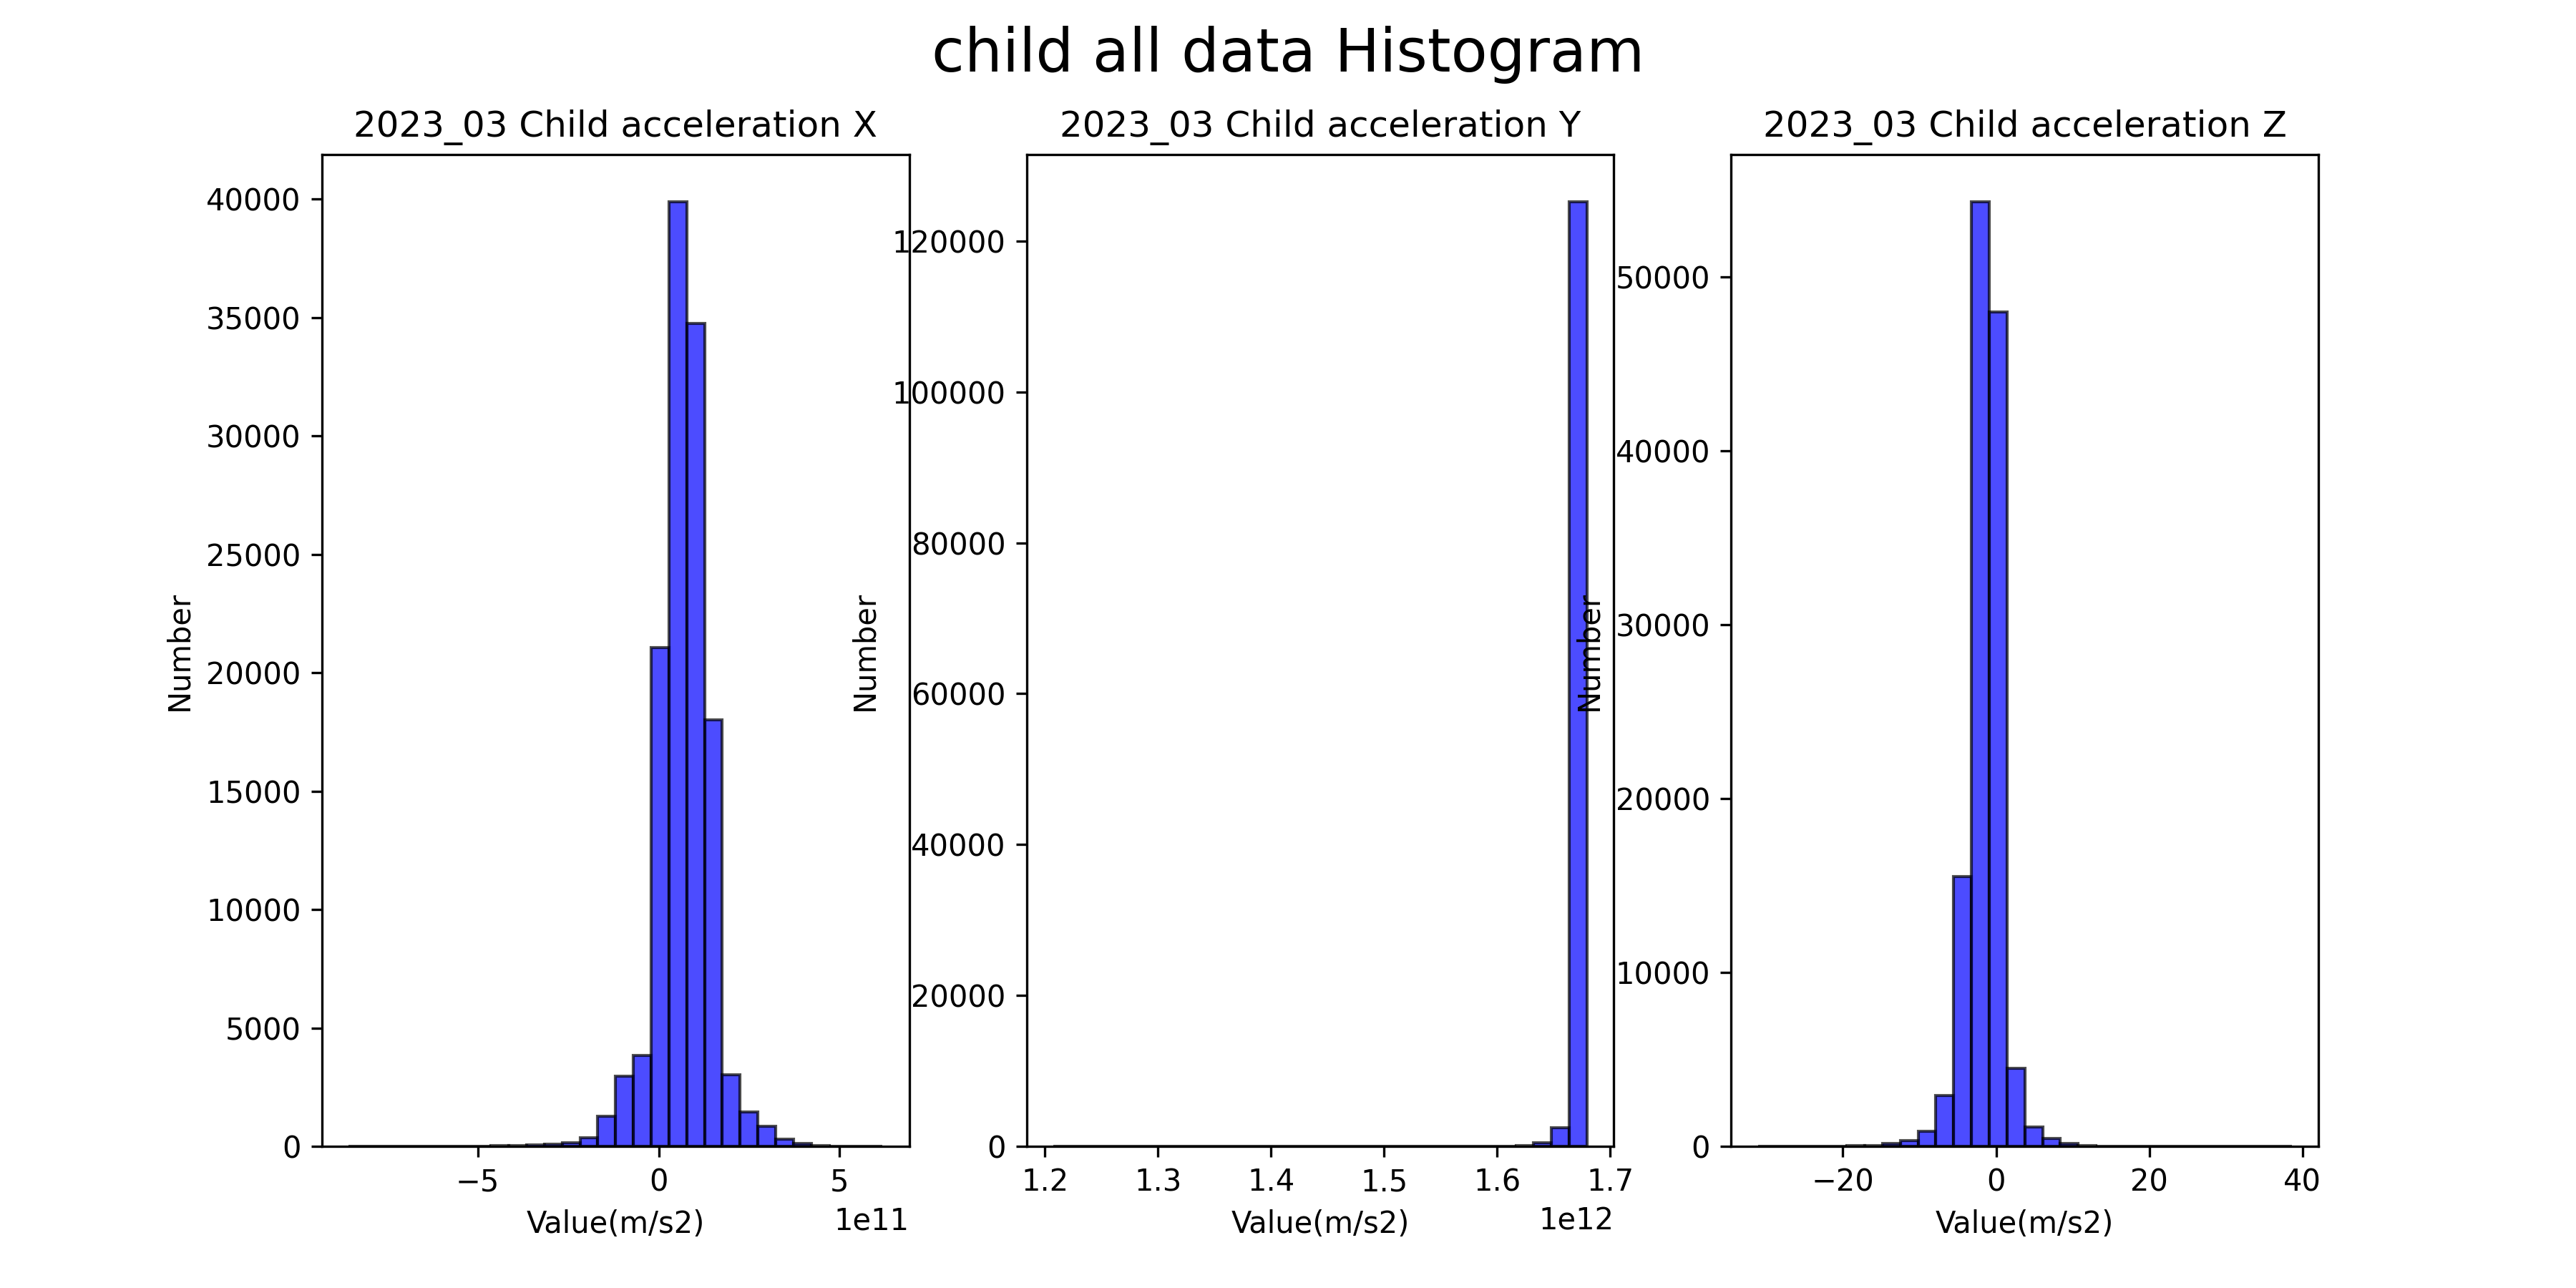 child all data Histogram
2023_03 Child acceleration X
40000
35000
30000
25000
20000
15000
10000
5000
0
Number
−5
0
5
1e11
Value(m/s2)
2023_03 Child acceleration Y
120000
100000
80000
60000
40000
20000
0
Number
1.2
1.3
1.4
1.5
1.6
1.7
1e12
Value(m/s2)
2023_03 Child acceleration Z
50000
40000
30000
20000
10000
0
Number
−20
0
20
40
Value(m/s2)